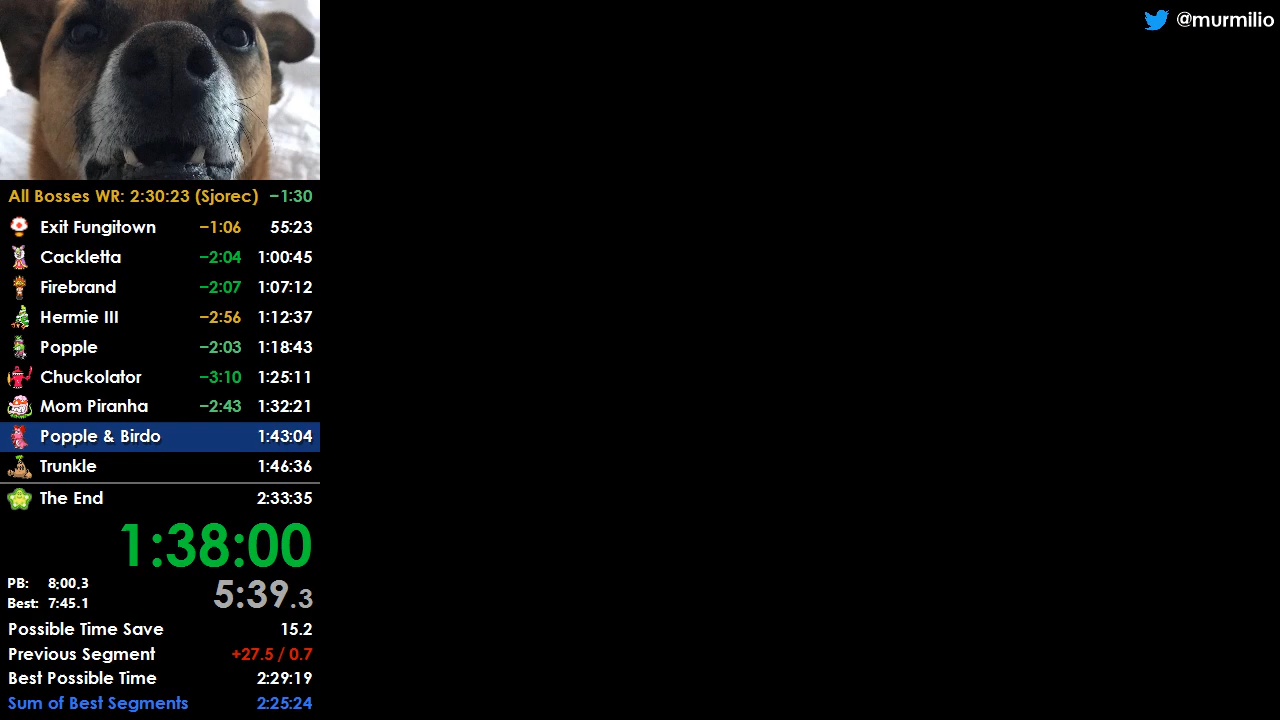 @murmilio
All Bosses WR: 2:30:23 (Sjorec) −1:30
Exit Fungitown −1:06 55:23
Cackletta −2:04 1:00:45
Firebrand −2:07 1:07:12
Hermie III −2:56 1:12:37
Popple −2:03 1:18:43
Chuckolator −3:10 1:25:11
Mom Piranha −2:43 1:32:21
Popple & Birdo 1:43:04
Trunkle 1:46:36
The End 2:33:35
1:38:00
PB: 8:00.3 5:39.3
Best: 7:45.1
Possible Time Save 15.2
Previous Segment +27.5 / 0.7
Best Possible Time 2:29:19
Sum of Best Segments 2:25:24